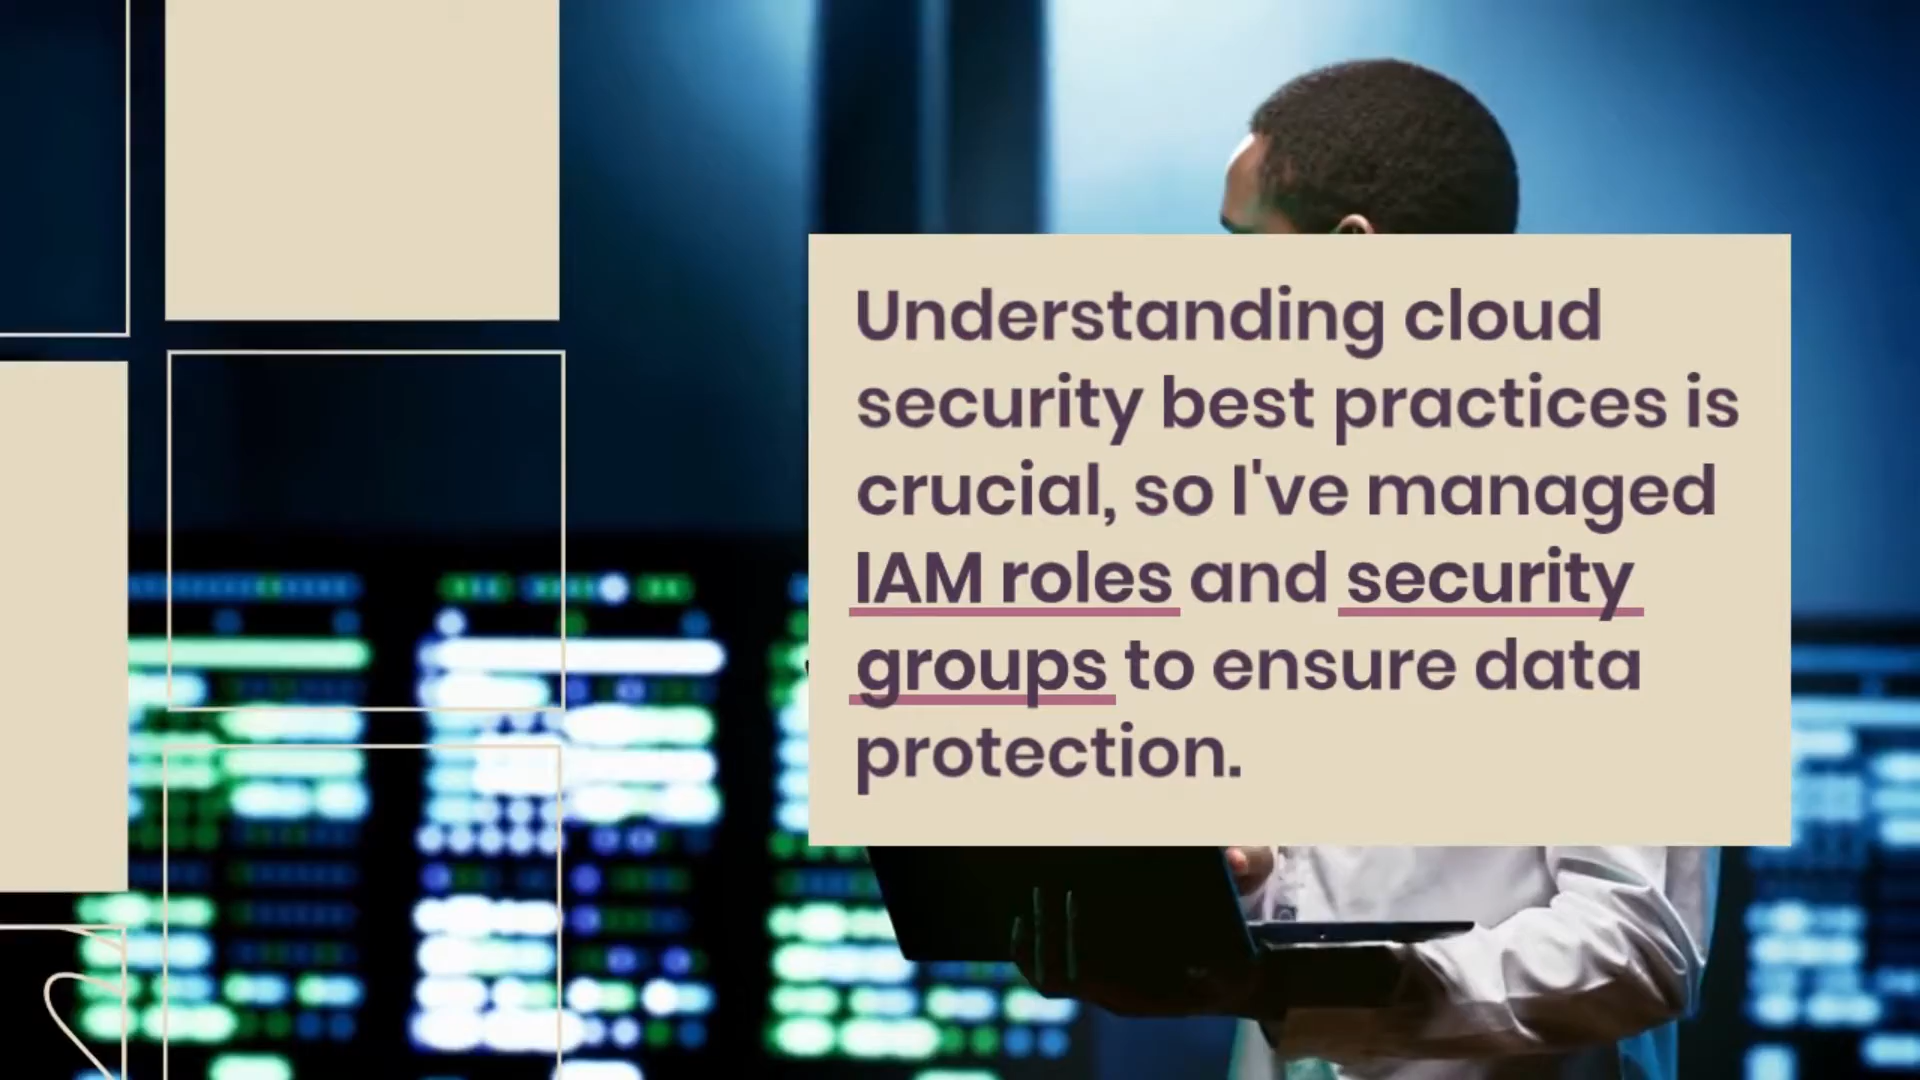 Understanding cloud
security best practices is
crucial, so I've managed
IAM roles and security
groups to ensure data
protection.